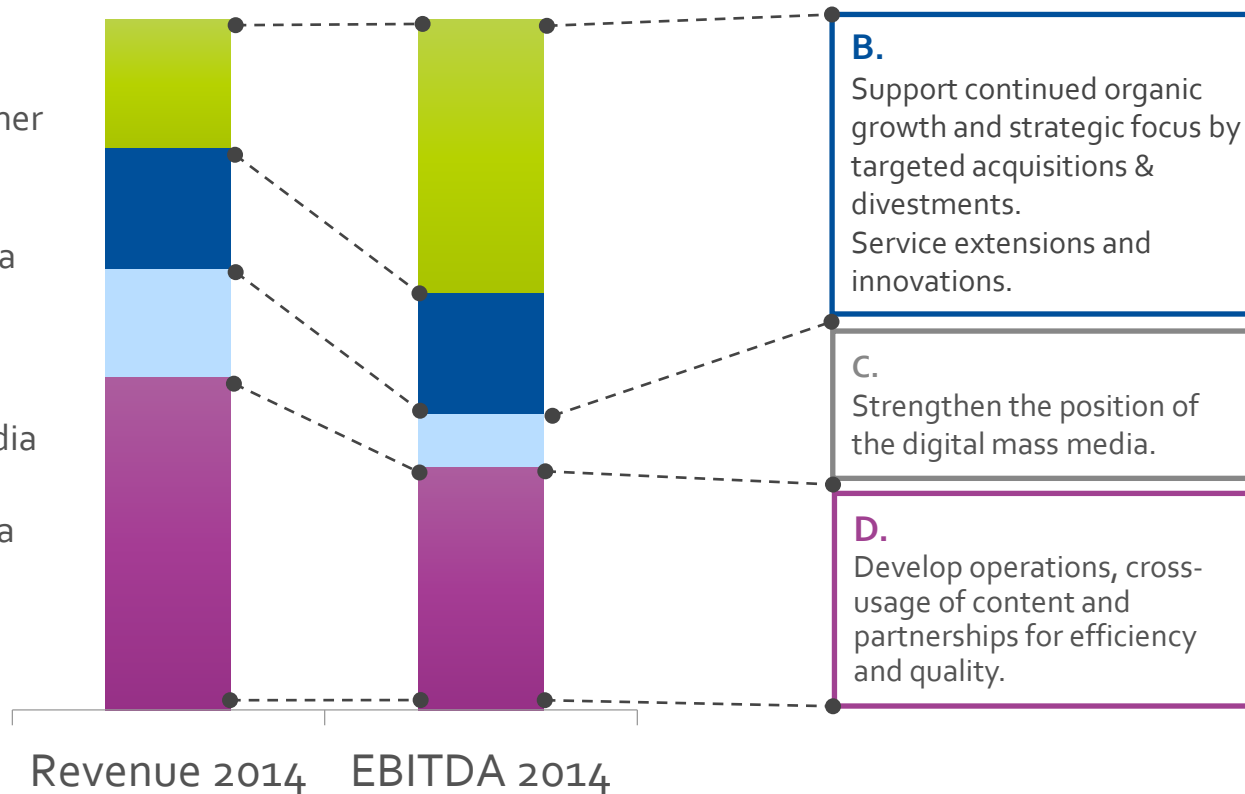 B.
Support continued organic
growth and strategic focus by
targeted acquisitions &
divestments.
Service extensions and
innovations.
C.
Strengthen the position of
the digital mass media.
D.
Develop operations, cross-
usage of content and
partnerships for efficiency
and quality.
Revenue 2014
EBITDA 2014